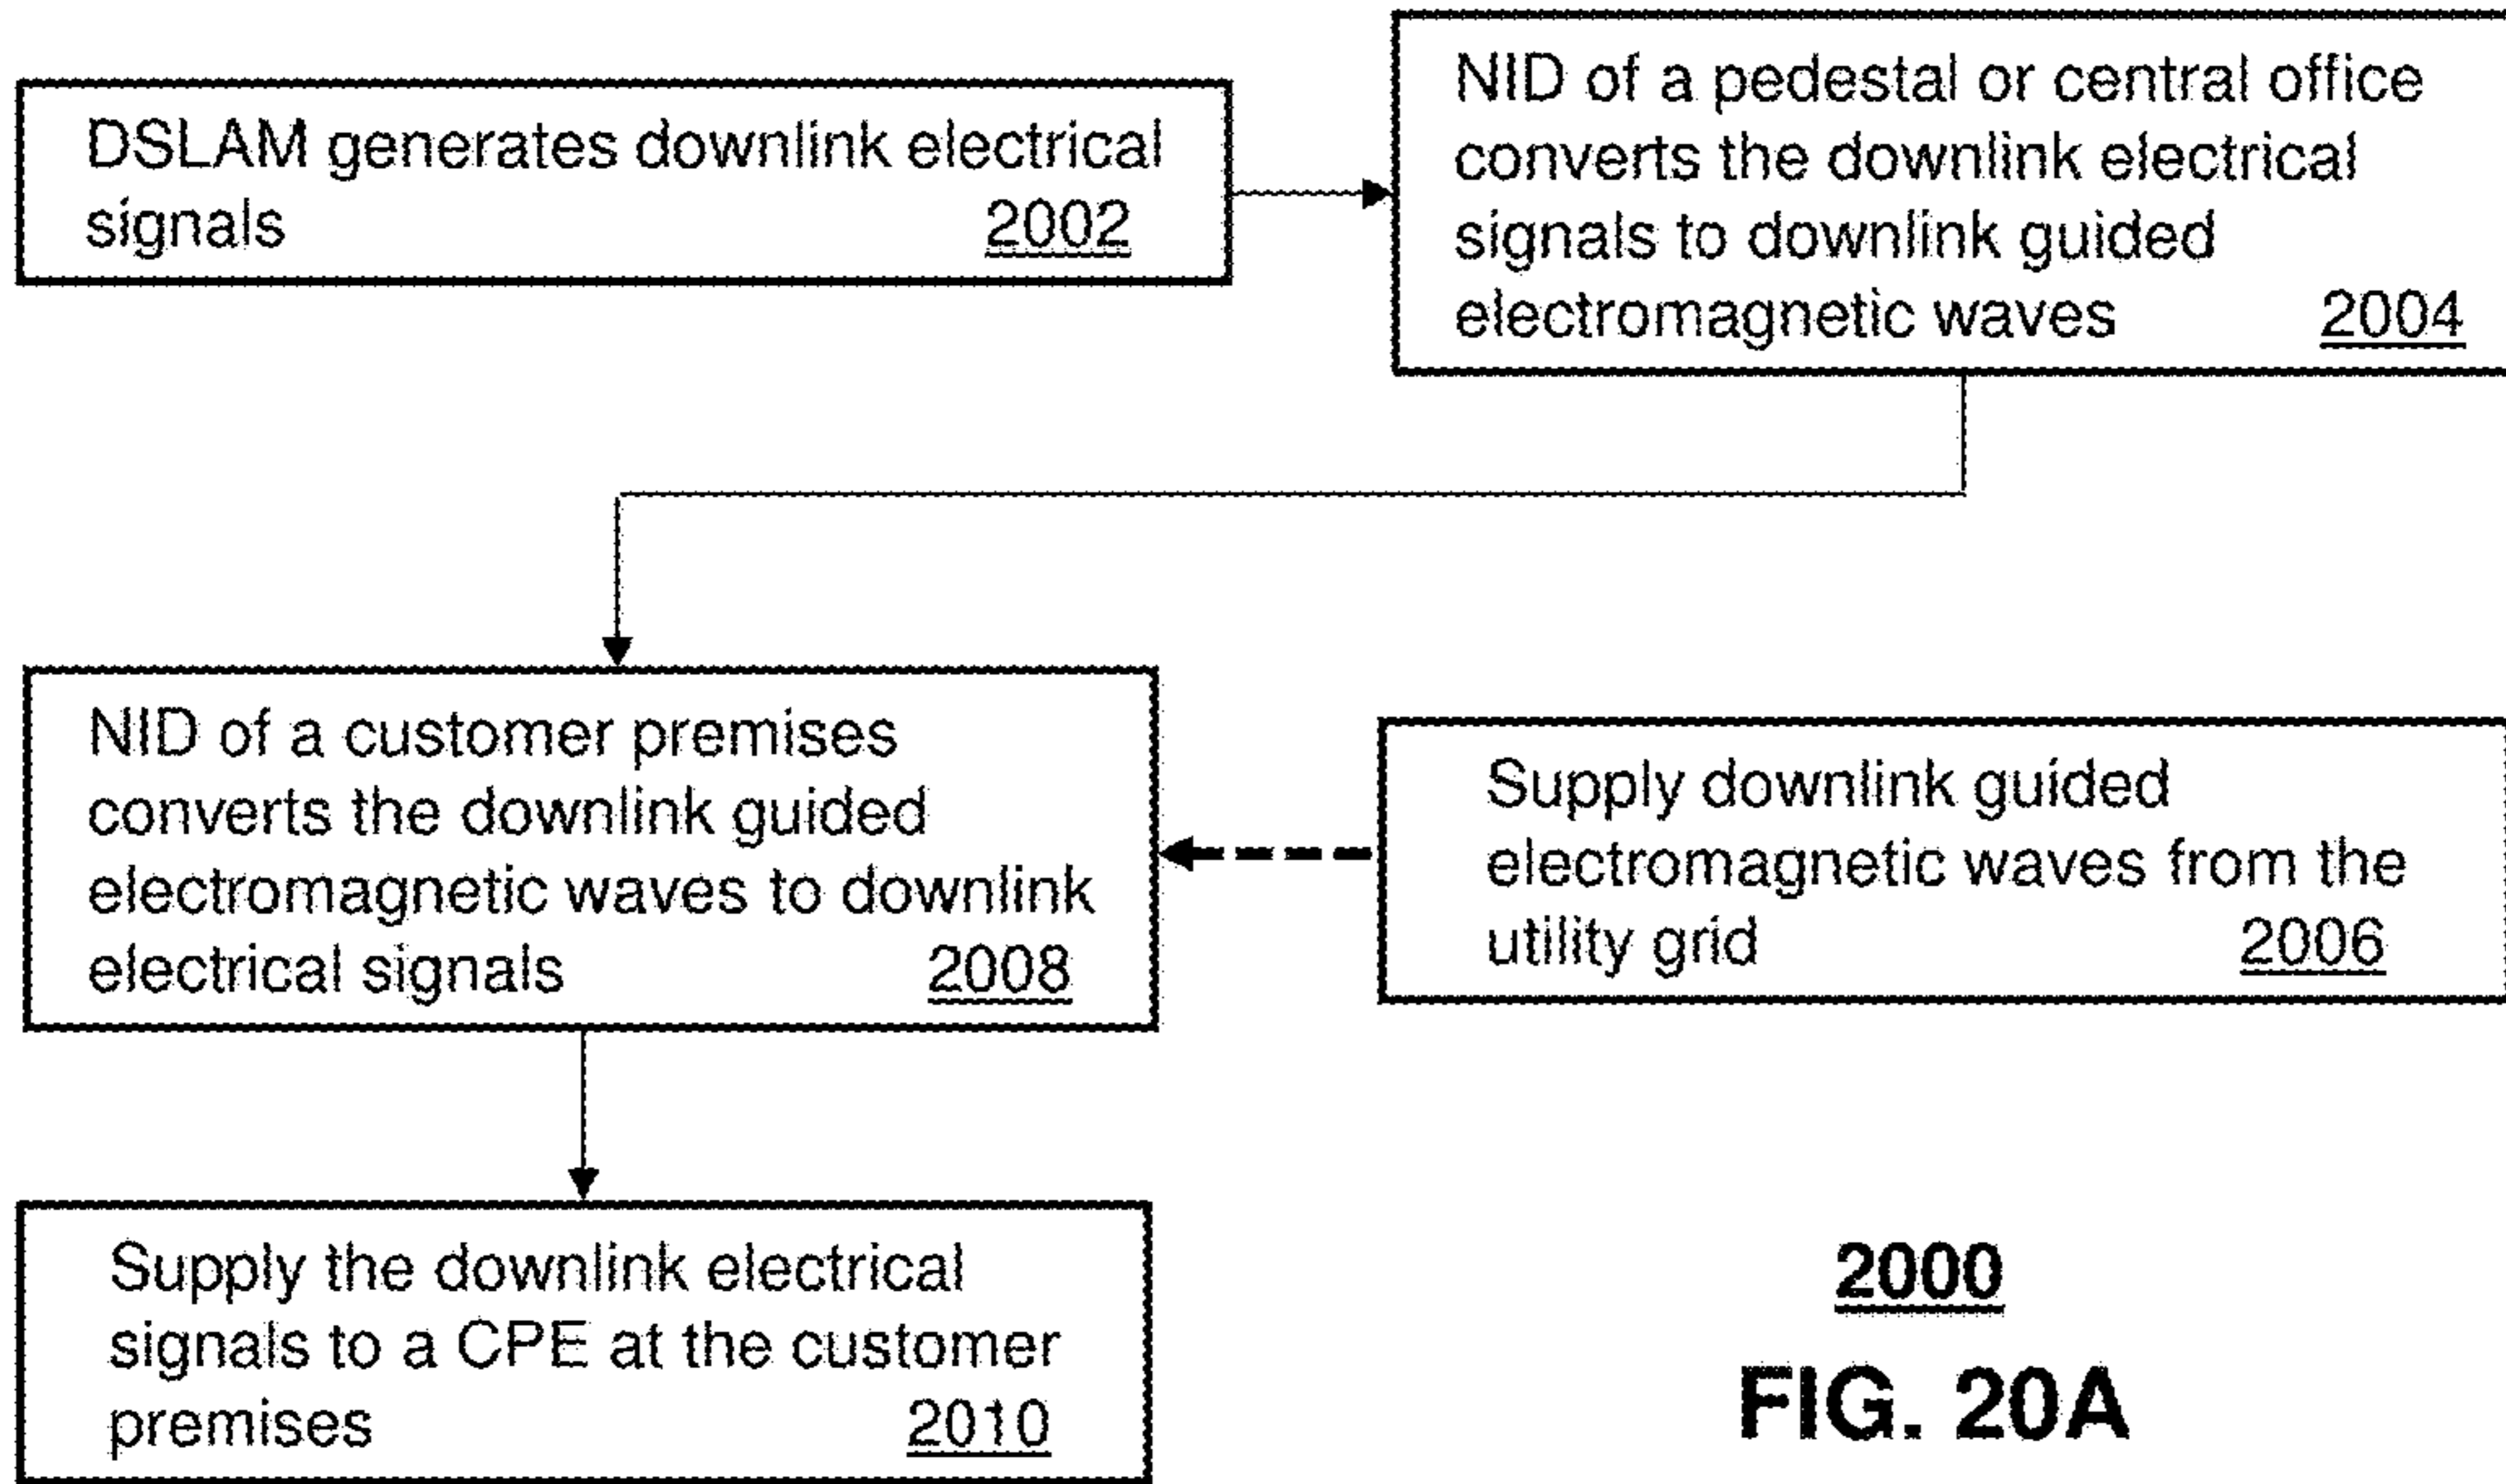 DSLAM generates downlink electrical
signals 2002
NID of a pedestal or central office
converts the downlink electrical
signals to downlink guided
electromagnetic waves 2004
NID of a customer premises
converts the downlink guided
electromagnetic waves to downlink
electrical signals 2008
Supply downlink guided
electromagnetic waves from the
utility grid 2006
Supply the downlink electrical
signals to a CPE at the customer
premises 2010
2000
FIG. 20A